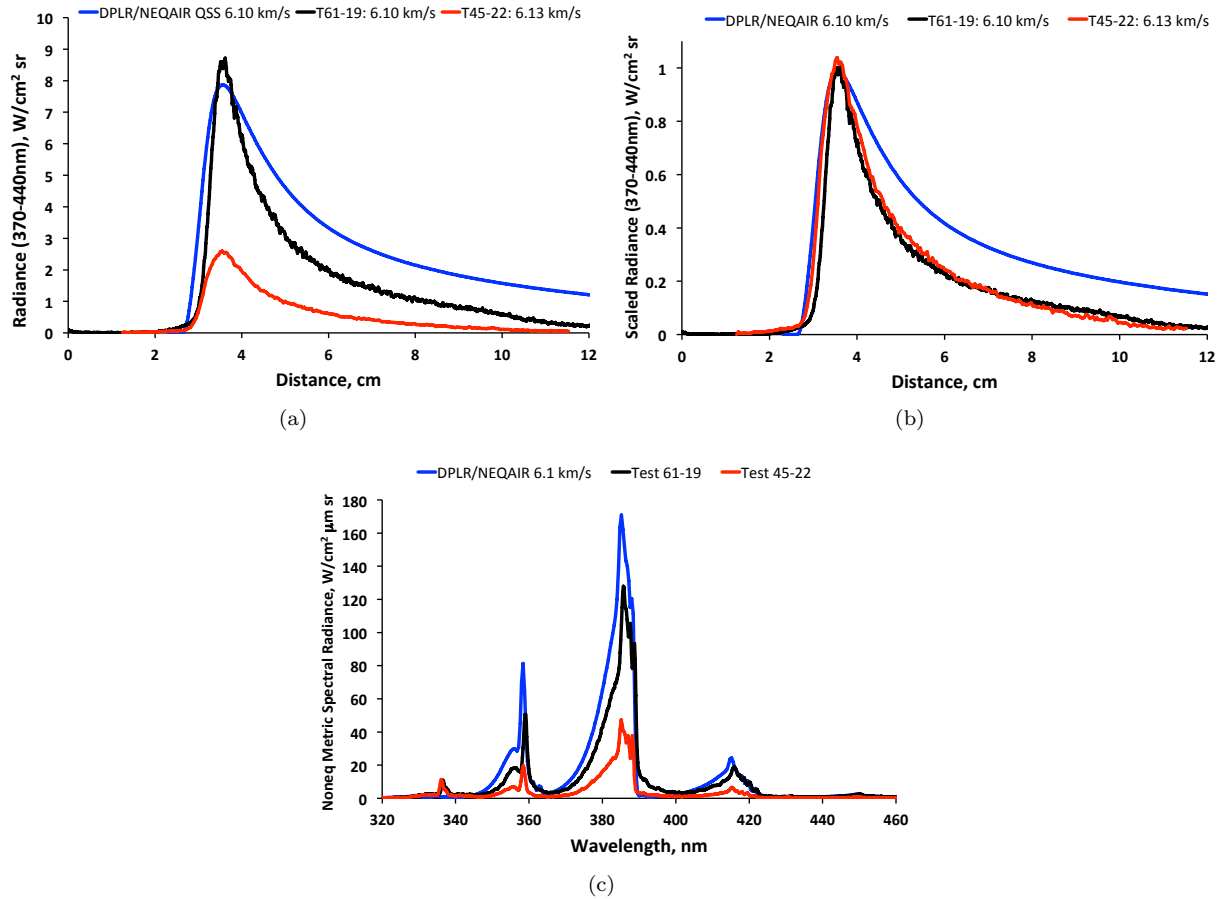 DPLR/NEQAIR QSS 6.10 km/s T61-19: 6.10 km/s T45-22: 6.13 km/s
Radiance (370-440nm), W/cm² sr
9
8
7
6
5
4
3
2
1
0
0 2 4 6 8 10 12
Distance, cm
(a)
DPLR/NEQAIR 6.10 km/s T61-19: 6.10 km/s T45-22: 6.13 km/s
Scaled Radiance (370-440nm), W/cm² sr
1
0.8
0.6
0.4
0.2
0
0 2 4 6 8 10 12
Distance, cm
(b)
DPLR/NEQAIR 6.1 km/s Test 61-19 Test 45-22
Noneq Metric Spectral Radiance, W/cm² µm sr
180
160
140
120
100
80
60
40
20
0
320 340 360 380 400 420 440 460
Wavelength, nm
(c)